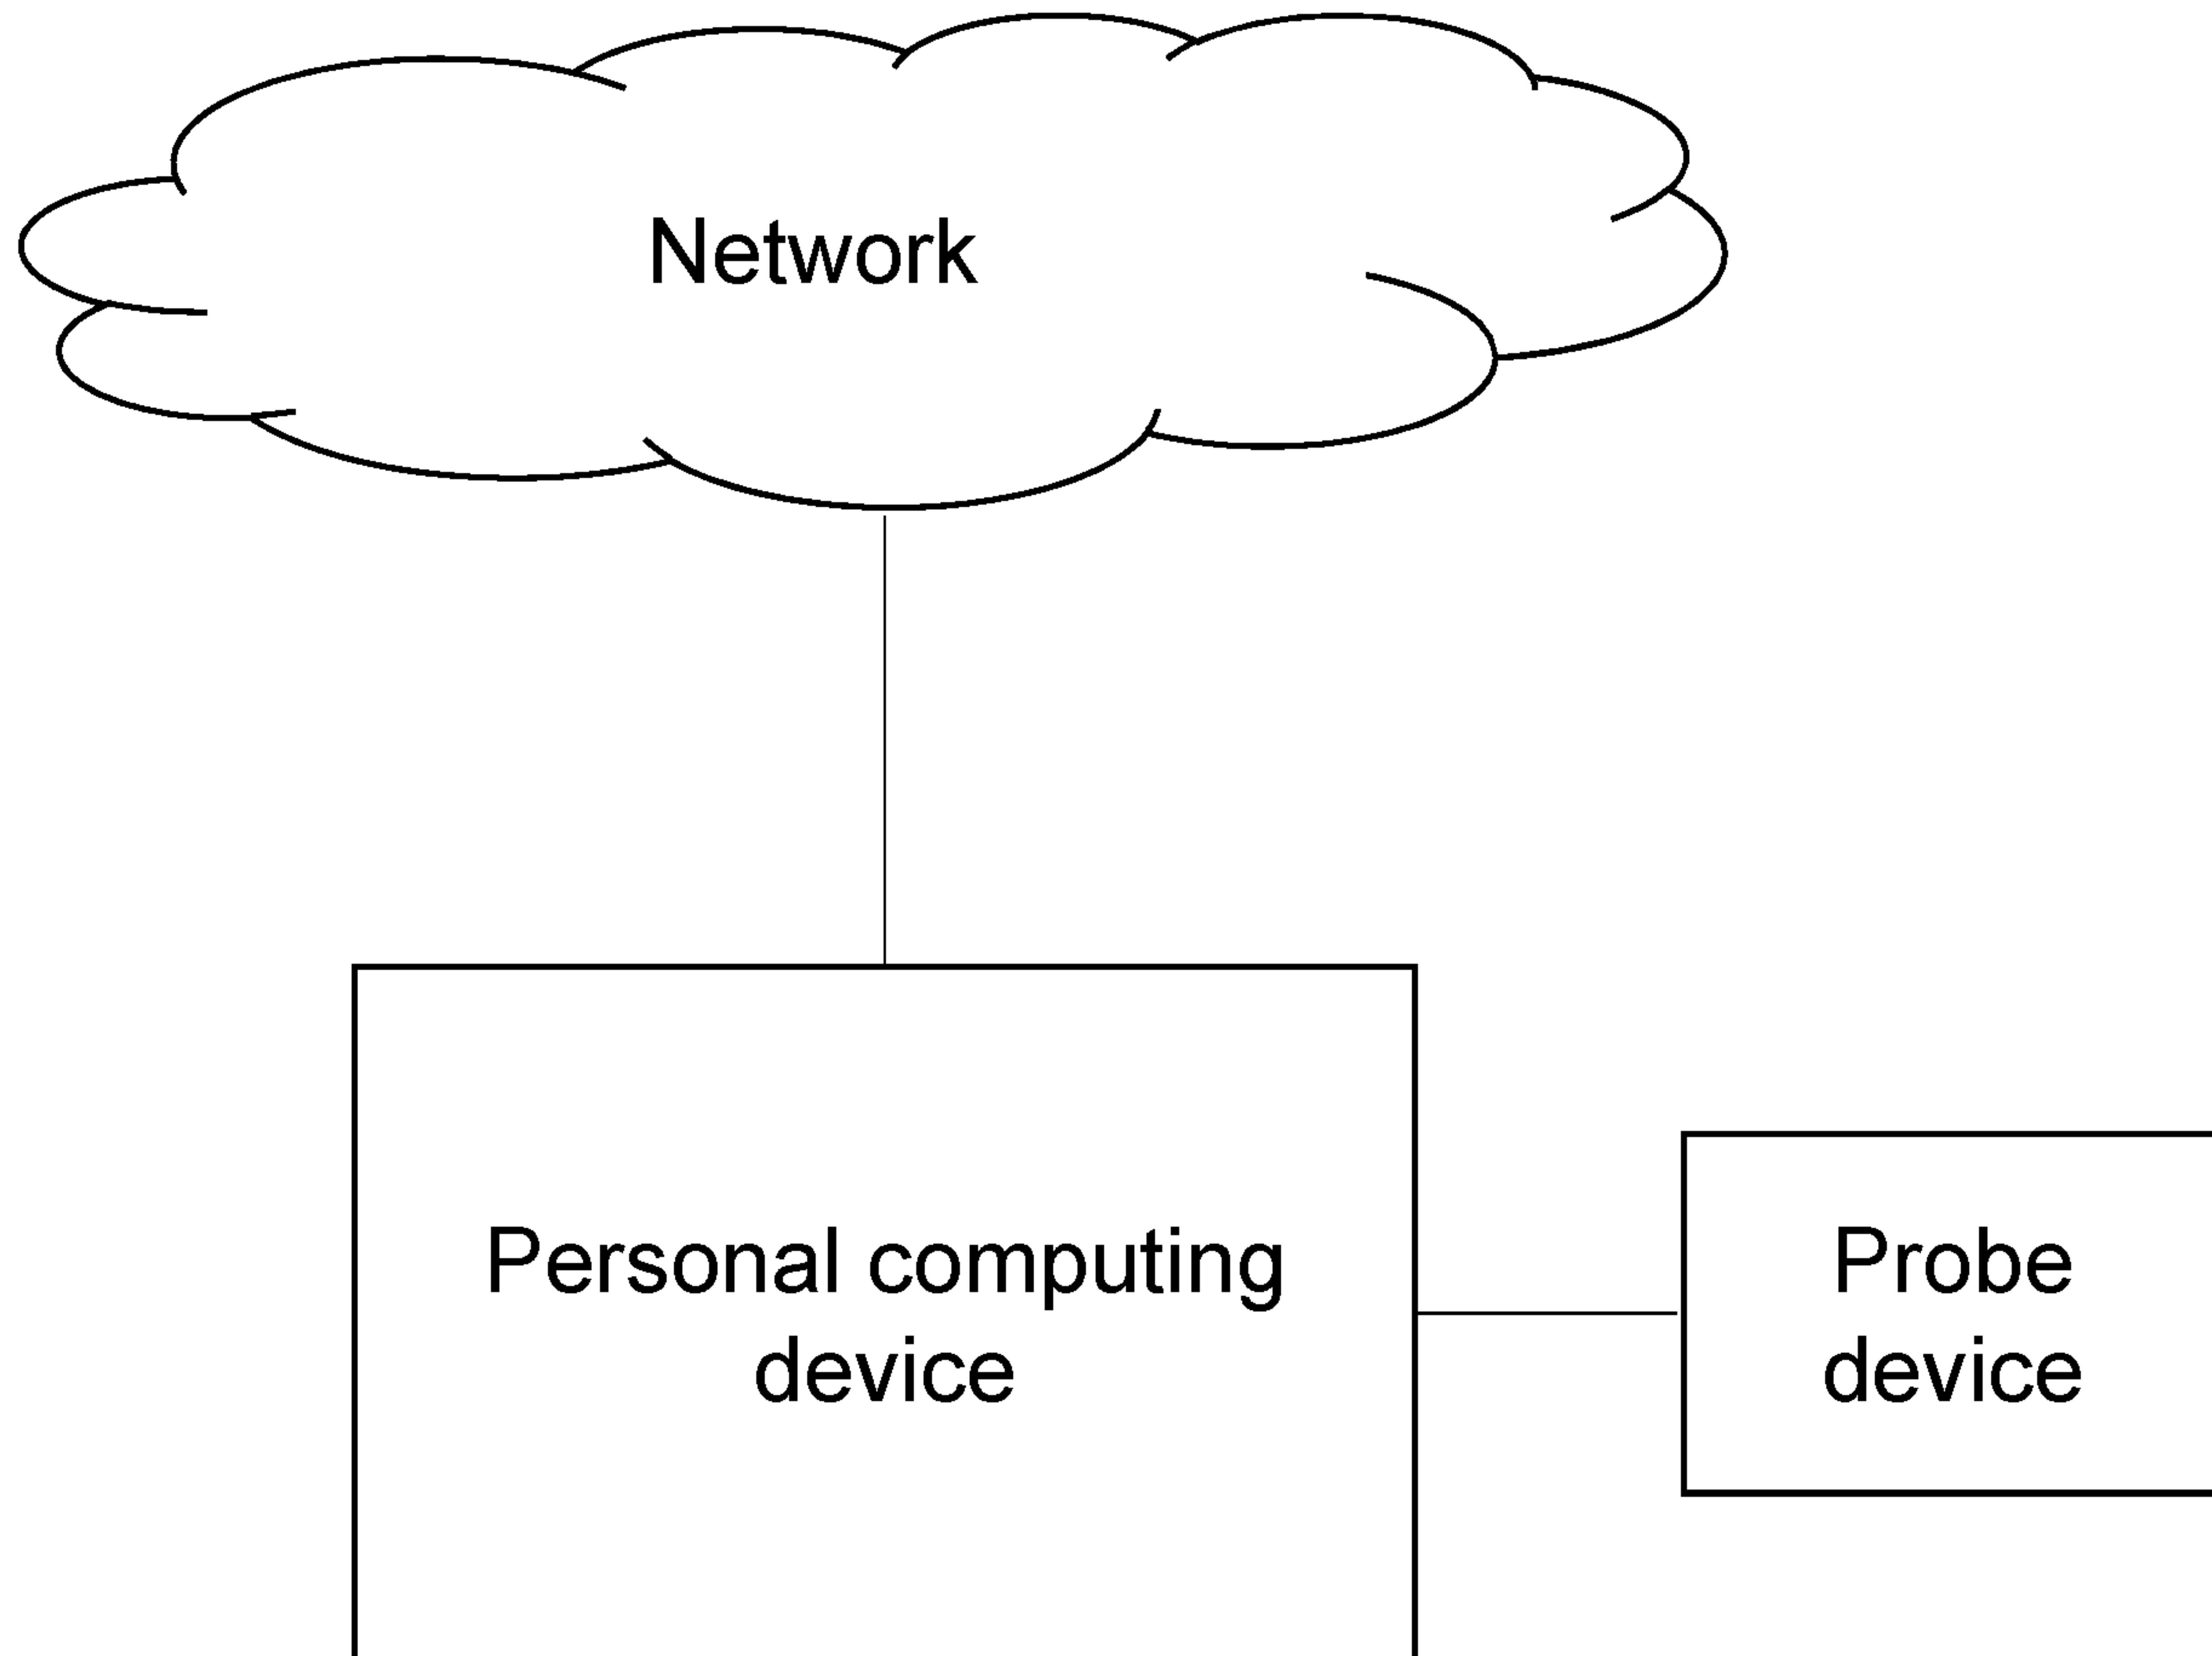 Network
Personal computing
device
Probe
device